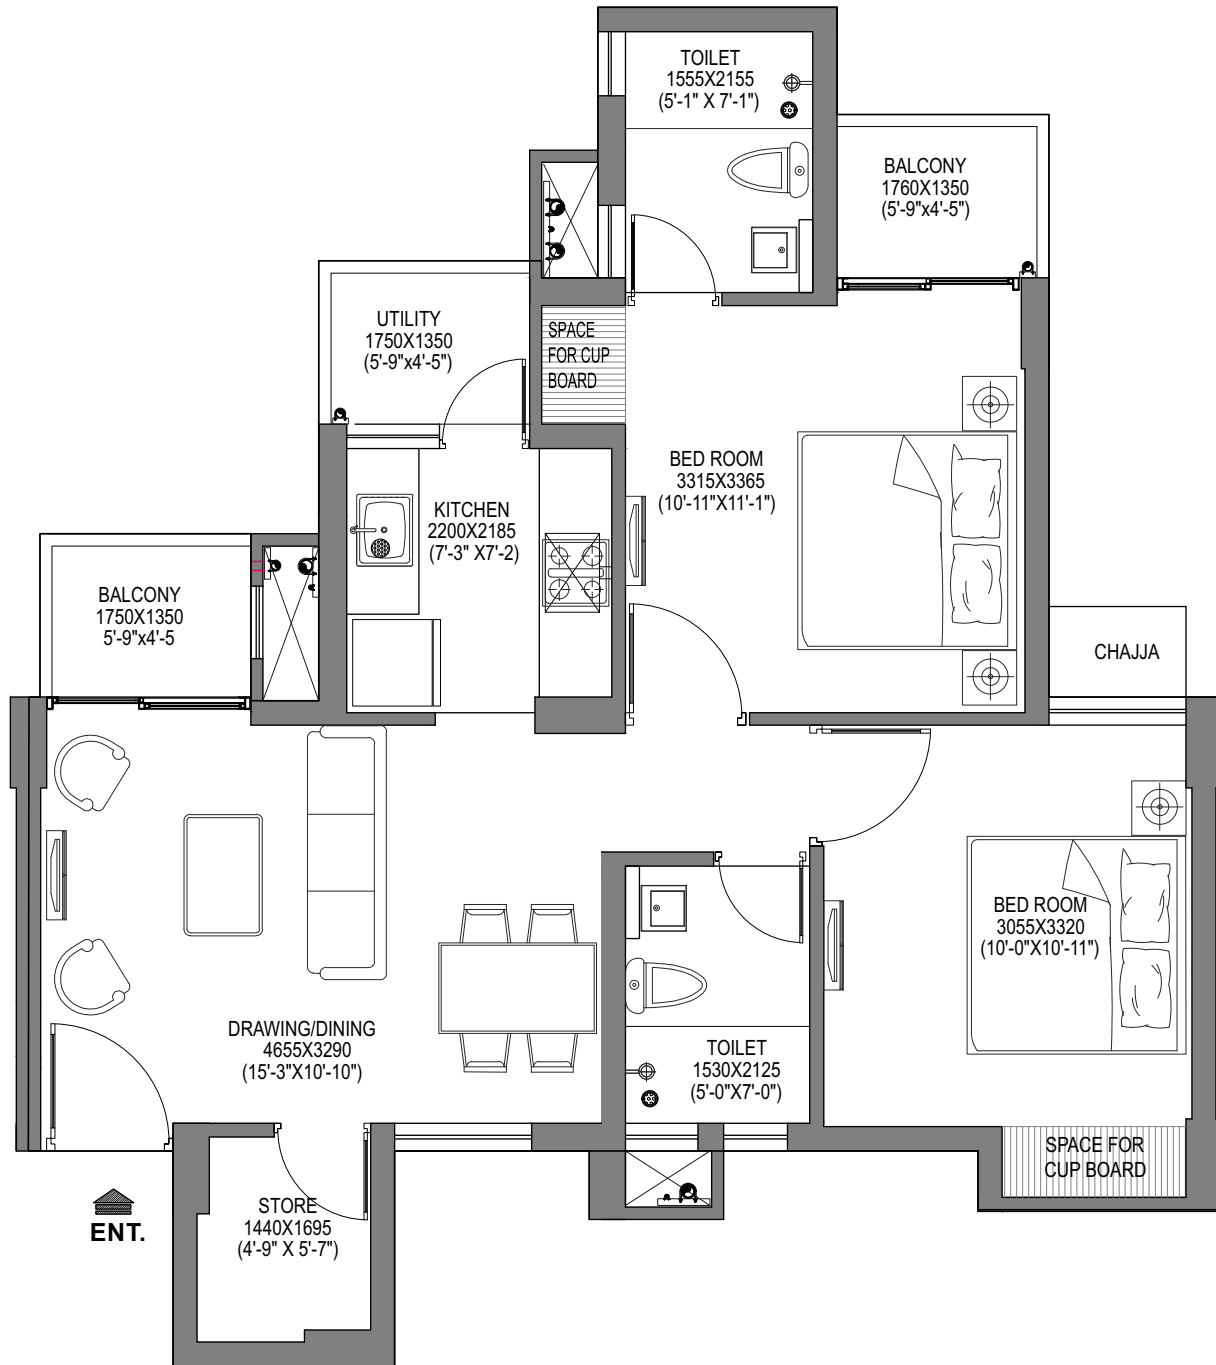 TOILET
1555X2155
(5'-1" X 7'-1")
BALCONY
1760X1350
(5'-9"x4'-5")
UTILITY
1750X1350
(5'-9"x4'-5")
SPACE
FOR CUP
BOARD
BED ROOM
3315X3365
(10'-11"X11'-1")
KITCHEN
2200X2185
(7'-3" X7'-2)
BALCONY
1750X1350
5'-9"x4'-5
CHAJJA
BED ROOM
3055X3320
(10'-0"X10'-11")
DRAWING/DINING
4655X3290
(15'-3"X10'-10")
TOILET
1530X2125
(5'-0"X7'-0")
SPACE FOR
CUP BOARD
STORE
1440X1695
(4'-9" X 5'-7")
ENT.